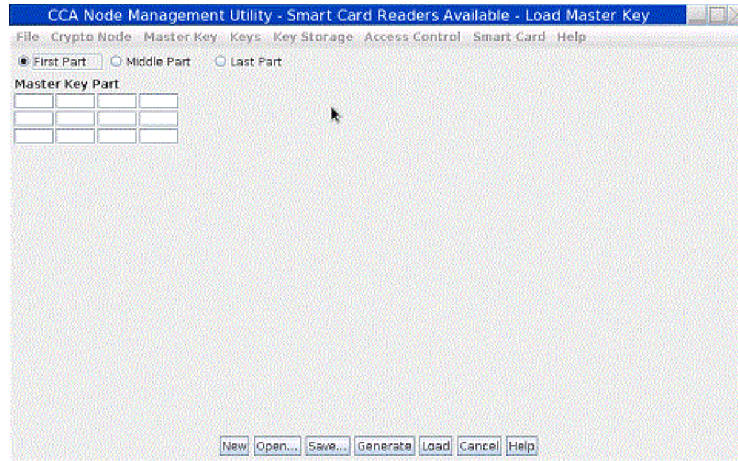 CCA Node Management Utility - Smart Card Readers Available - Load Master Key
File Crypto Node Master Key Keys Key Storage Access Control Smart Card Help
First Part Middle Part Last Part
Master Key Part
New Open... Save... Generate Load Cancel Help